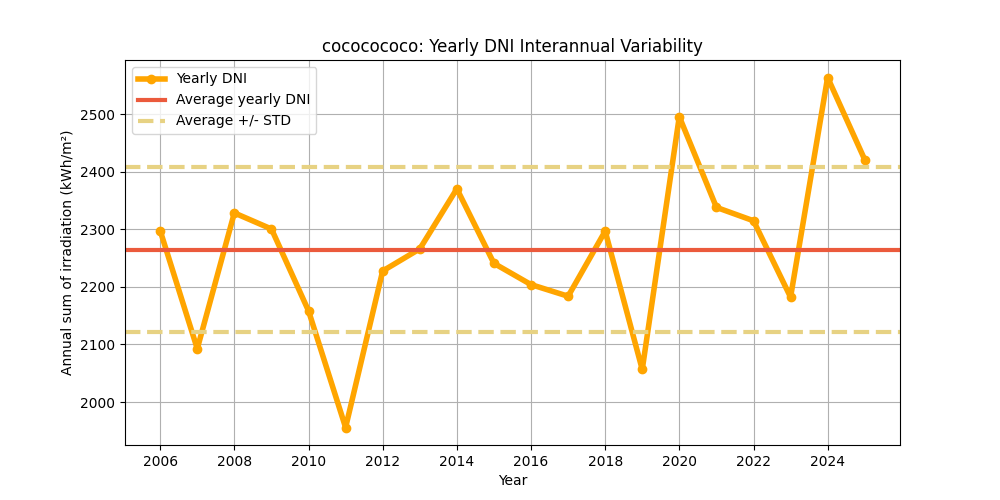 cocococo: Yearly DNI Interannual Variability
Yearly DNI
Average yearly DNI
Average +/- STD
Annual sum of irradiation (kWh/m²)
2500
2400
2300
2200
2100
2000
2006 2008 2010 2012 2014 2016 2018 2020 2022 2024
Year